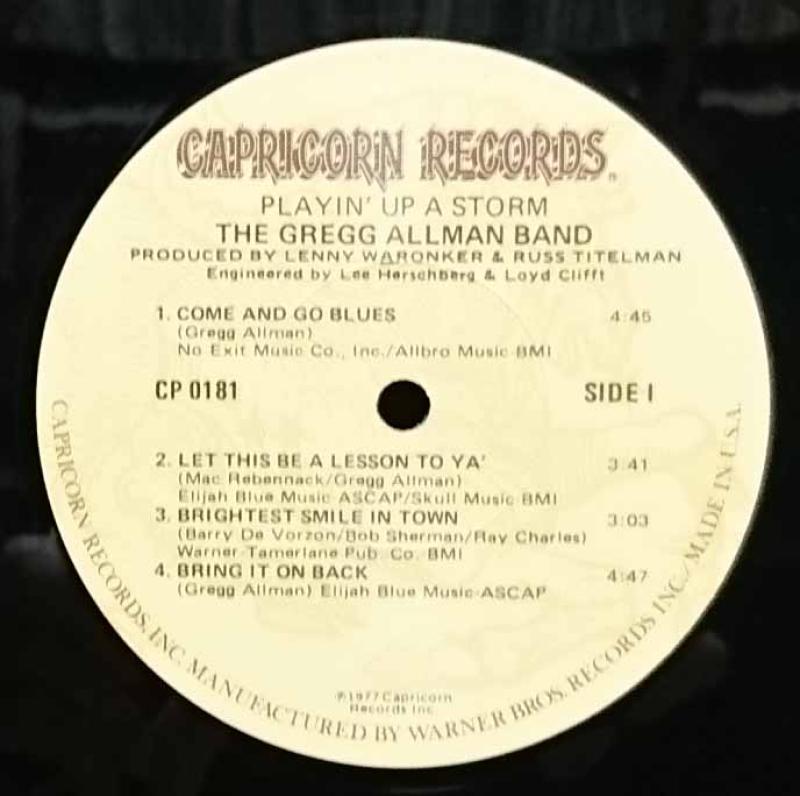 CAPRICORN RECORDS
PLAYIN' UP A STORM
THE GREGG ALLMAN BAND
PRODUCED BY LENNY WARONKER & RUSS TITELMAN
Engineered by Lee Herschberg & Loyd Clifft
1. COME AND GO BLUES 4:45
(Gregg Allman)
No Exit Music Co., Inc./Allbro Music-BMI
CP 0181 SIDE I
2. LET THIS BE A LESSON TO YA' 3:41
(Mac Rebennack/Gregg Allman)
Elijah Blue Music-ASCAP/Skull Music-BMI
3. BRIGHTEST SMILE IN TOWN 3:03
(Barry De Vorzon/Bob Sherman/Ray Charles)
Warner-Tamerlane Pub. Co.-BMI
4. BRING IT ON BACK 4:47
(Gregg Allman) Elijah Blue Music-ASCAP
℗1977 Capricorn
Records Inc.
CAPRICORN RECORDS, INC. MANUFACTURED BY WARNER BROS. RECORDS INC./MADE IN U.S.A.